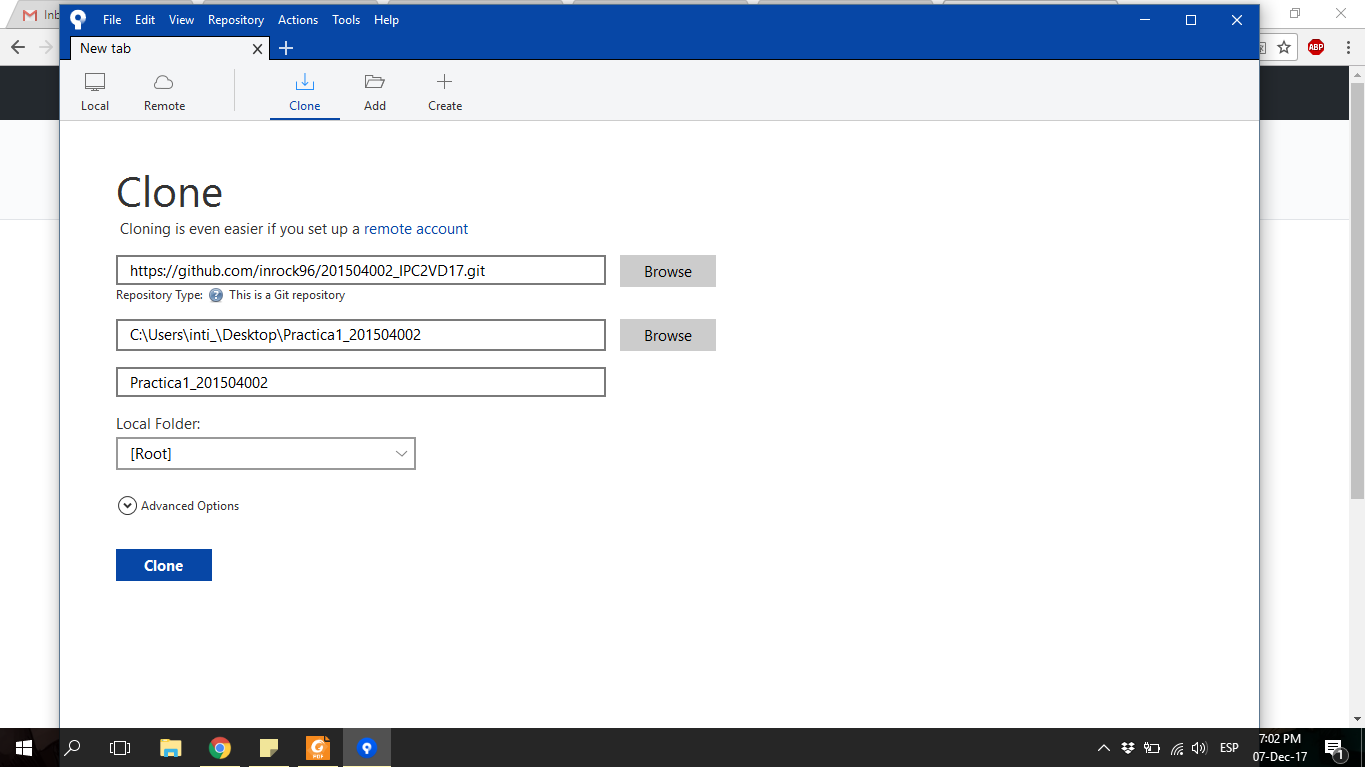 Inb
File Edit View Repository Actions Tools Help
New tab
ABP
Local Remote Clone Add Create
Clone
Cloning is even easier if you set up a remote account
https://github.com/inrock96/201504002_IPC2VD17.git Browse
Repository Type: ? This is a Git repository
C:\Users\inti_\Desktop\Practica1_201504002 Browse
Practica1_201504002
Local Folder:
[Root]
Advanced Options
Clone
PDF
ESP
7:02 PM
07-Dec-17
1